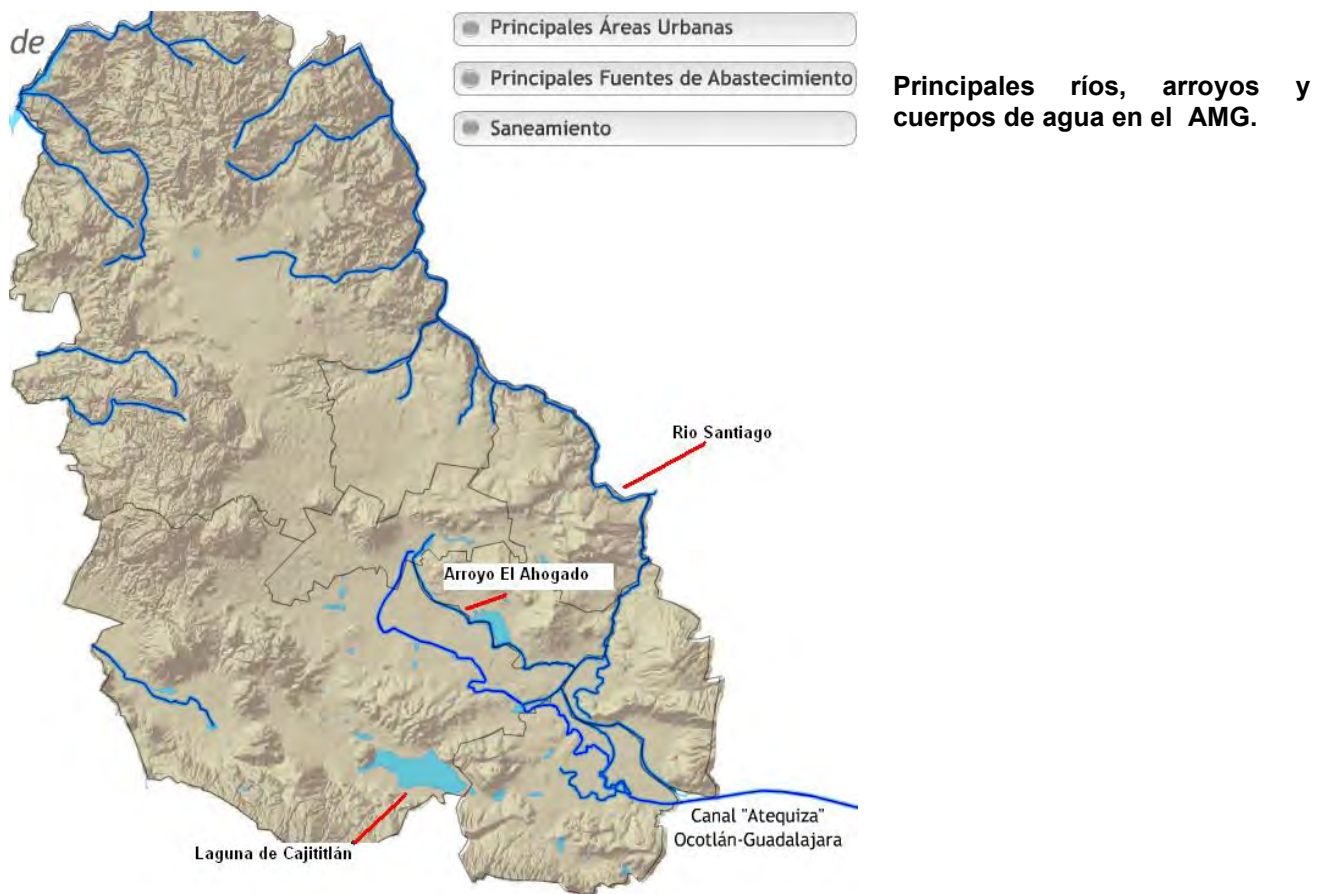 de
Principales Áreas Urbanas
Principales Fuentes de Abastecimiento
Saneamiento
Principales ríos, arroyos y
cuerpos de agua en el AMG.
Rio Santiago
Arroyo El Ahogado
Canal "Atequiza"
Ocotlán-Guadalajara
Laguna de Cajititlán